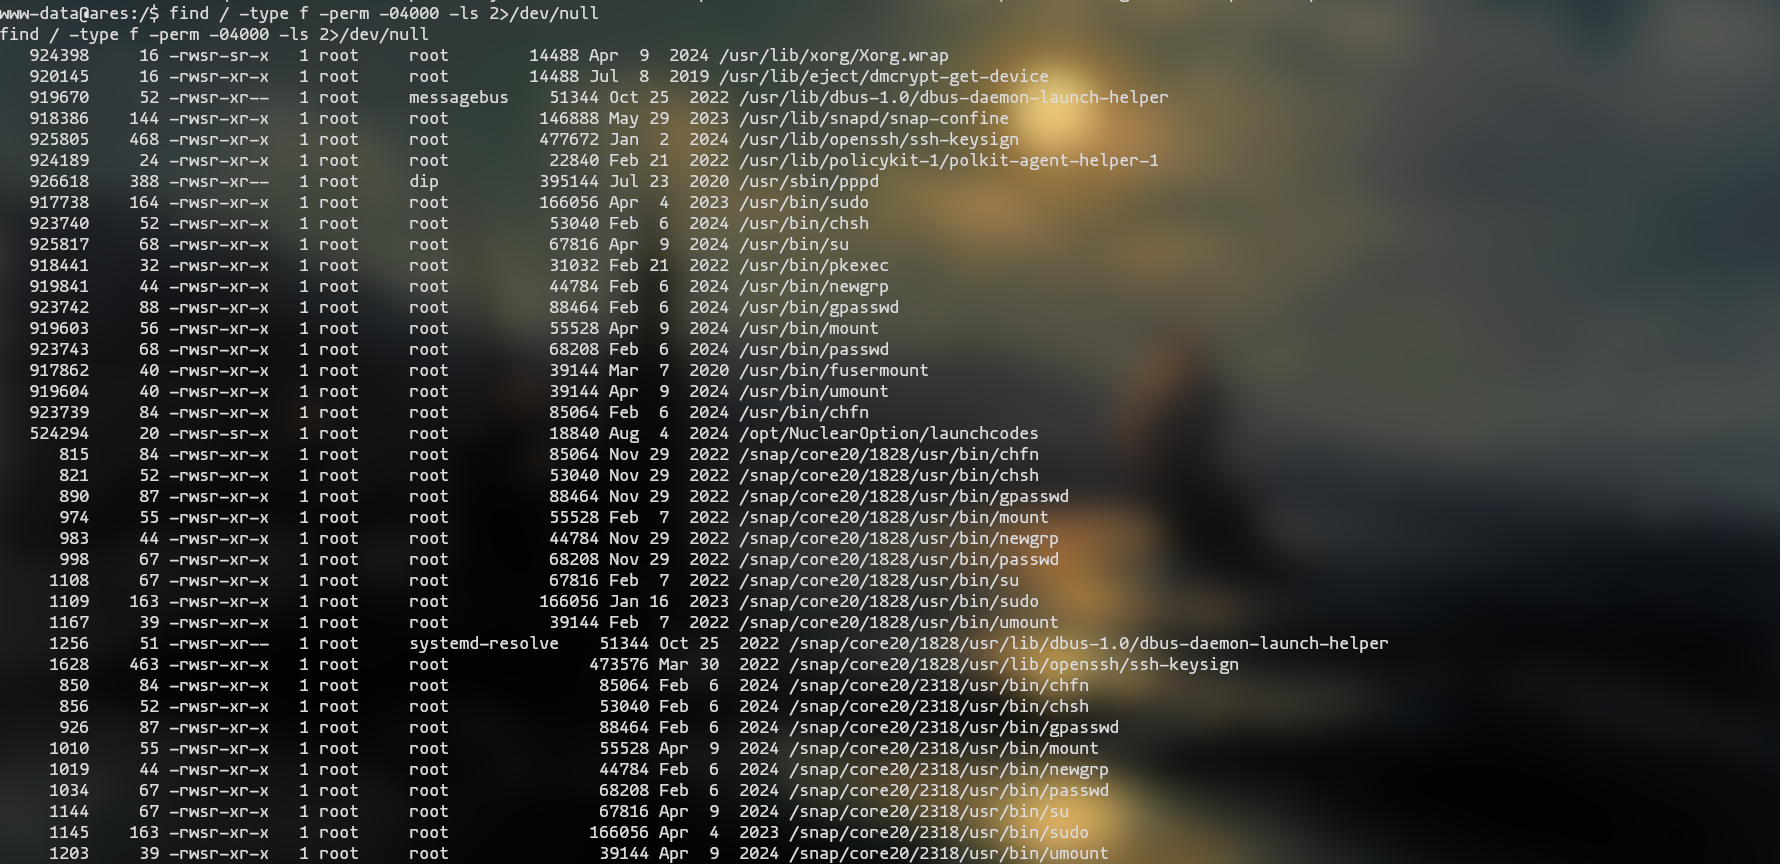 www-data@ares:/$ find / -type f -perm -04000 -ls 2>/dev/null
find / -type f -perm -04000 -ls 2>/dev/null
924398 16 -rwsr-sr-x 1 root root 14488 Apr 9 2024 /usr/lib/xorg/Xorg.wrap
920145 16 -rwsr-xr-x 1 root root 14488 Jul 8 2019 /usr/lib/eject/dmcrypt-get-device
919670 52 -rwsr-xr-- 1 root messagebus 51344 Oct 25 2022 /usr/lib/dbus-1.0/dbus-daemon-launch-helper
918386 144 -rwsr-xr-x 1 root root 146888 May 29 2023 /usr/lib/snapd/snap-confine
925805 468 -rwsr-xr-x 1 root root 477672 Jan 2 2024 /usr/lib/openssh/ssh-keysign
924189 24 -rwsr-xr-x 1 root root 22840 Feb 21 2022 /usr/lib/policykit-1/polkit-agent-helper-1
926618 388 -rwsr-xr-- 1 root dip 395144 Jul 23 2020 /usr/sbin/pppd
917738 164 -rwsr-xr-x 1 root root 166056 Apr 4 2023 /usr/bin/sudo
923740 52 -rwsr-xr-x 1 root root 53040 Feb 6 2024 /usr/bin/chsh
925817 68 -rwsr-xr-x 1 root root 67816 Apr 9 2024 /usr/bin/su
918441 32 -rwsr-xr-x 1 root root 31032 Feb 21 2022 /usr/bin/pkexec
919841 44 -rwsr-xr-x 1 root root 44784 Feb 6 2024 /usr/bin/newgrp
923742 88 -rwsr-xr-x 1 root root 88464 Feb 6 2024 /usr/bin/gpasswd
919603 56 -rwsr-xr-x 1 root root 55528 Apr 9 2024 /usr/bin/mount
923743 68 -rwsr-xr-x 1 root root 68208 Feb 6 2024 /usr/bin/passwd
917862 40 -rwsr-xr-x 1 root root 39144 Mar 7 2020 /usr/bin/fusermount
919604 40 -rwsr-xr-x 1 root root 39144 Apr 9 2024 /usr/bin/umount
923739 84 -rwsr-xr-x 1 root root 85064 Feb 6 2024 /usr/bin/chfn
524294 20 -rwsr-sr-x 1 root root 18840 Aug 4 2024 /opt/NuclearOption/launchcodes
815 84 -rwsr-xr-x 1 root root 85064 Nov 29 2022 /snap/core20/1828/usr/bin/chfn
821 52 -rwsr-xr-x 1 root root 53040 Nov 29 2022 /snap/core20/1828/usr/bin/chsh
890 87 -rwsr-xr-x 1 root root 88464 Nov 29 2022 /snap/core20/1828/usr/bin/gpasswd
974 55 -rwsr-xr-x 1 root root 55528 Feb 7 2022 /snap/core20/1828/usr/bin/mount
983 44 -rwsr-xr-x 1 root root 44784 Nov 29 2022 /snap/core20/1828/usr/bin/newgrp
998 67 -rwsr-xr-x 1 root root 68208 Nov 29 2022 /snap/core20/1828/usr/bin/passwd
1108 67 -rwsr-xr-x 1 root root 67816 Feb 7 2022 /snap/core20/1828/usr/bin/su
1109 163 -rwsr-xr-x 1 root root 166056 Jan 16 2023 /snap/core20/1828/usr/bin/sudo
1167 39 -rwsr-xr-x 1 root root 39144 Feb 7 2022 /snap/core20/1828/usr/bin/umount
1256 51 -rwsr-xr-- 1 root systemd-resolve 51344 Oct 25 2022 /snap/core20/1828/usr/lib/dbus-1.0/dbus-daemon-launch-helper
1628 463 -rwsr-xr-x 1 root root 473576 Mar 30 2022 /snap/core20/1828/usr/lib/openssh/ssh-keysign
850 84 -rwsr-xr-x 1 root root 85064 Feb 6 2024 /snap/core20/2318/usr/bin/chfn
856 52 -rwsr-xr-x 1 root root 53040 Feb 6 2024 /snap/core20/2318/usr/bin/chsh
926 87 -rwsr-xr-x 1 root root 88464 Feb 6 2024 /snap/core20/2318/usr/bin/gpasswd
1010 55 -rwsr-xr-x 1 root root 55528 Apr 9 2024 /snap/core20/2318/usr/bin/mount
1019 44 -rwsr-xr-x 1 root root 44784 Feb 6 2024 /snap/core20/2318/usr/bin/newgrp
1034 67 -rwsr-xr-x 1 root root 68208 Feb 6 2024 /snap/core20/2318/usr/bin/passwd
1144 67 -rwsr-xr-x 1 root root 67816 Apr 9 2024 /snap/core20/2318/usr/bin/su
1145 163 -rwsr-xr-x 1 root root 166056 Apr 4 2023 /snap/core20/2318/usr/bin/sudo
1203 39 -rwsr-xr-x 1 root root 39144 Apr 9 2024 /snap/core20/2318/usr/bin/umount